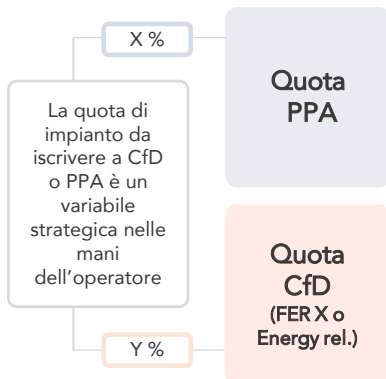 X %
Quota
PPA
La quota di
impianto da
iscrivere a CfD
o PPA è un
variabile
strategica nelle
mani
dell'operatore
Quota
CfD
(FER X o
Energy rel.)
Y %